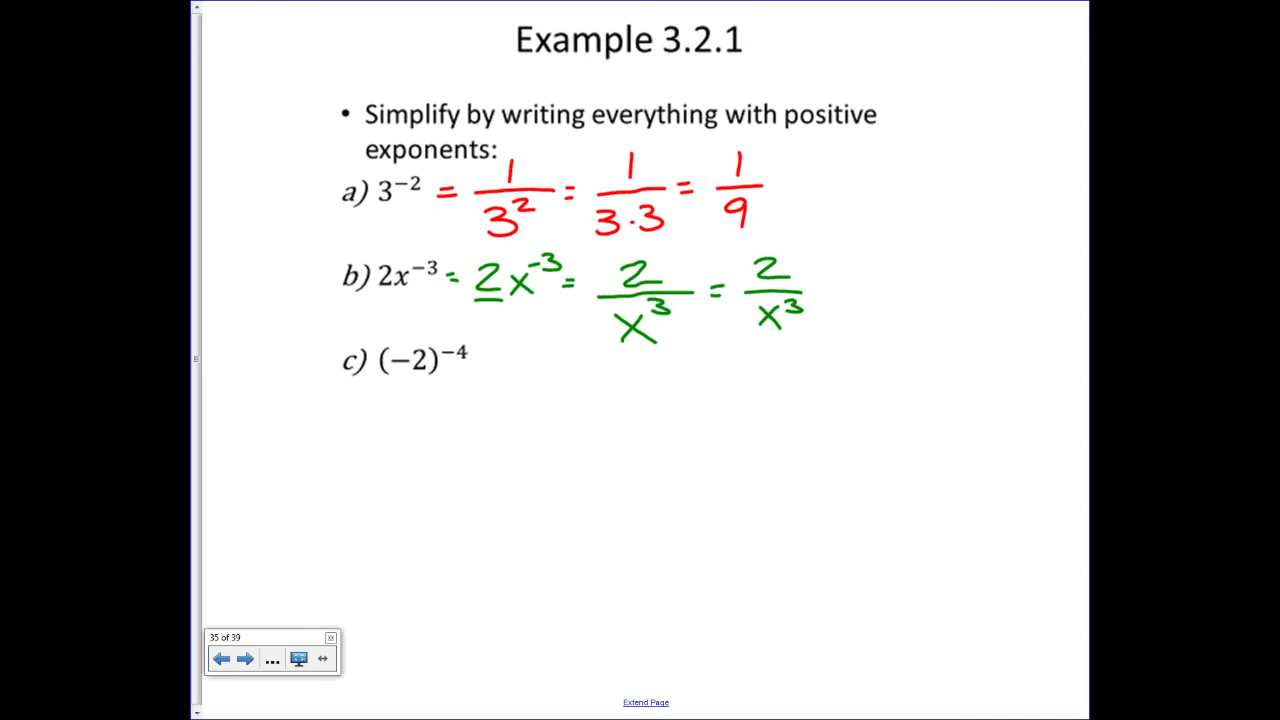 Example 3.2.1
• Simplify by writing everything with positive
exponents:
a) 3⁻² = 1/3² = 1/(3·3) = 1/9
b) 2x⁻³ = 2x⁻³ = 2/x³ = 2/x³
c) (−2)⁻⁴
35 of 39
...
Extend Page